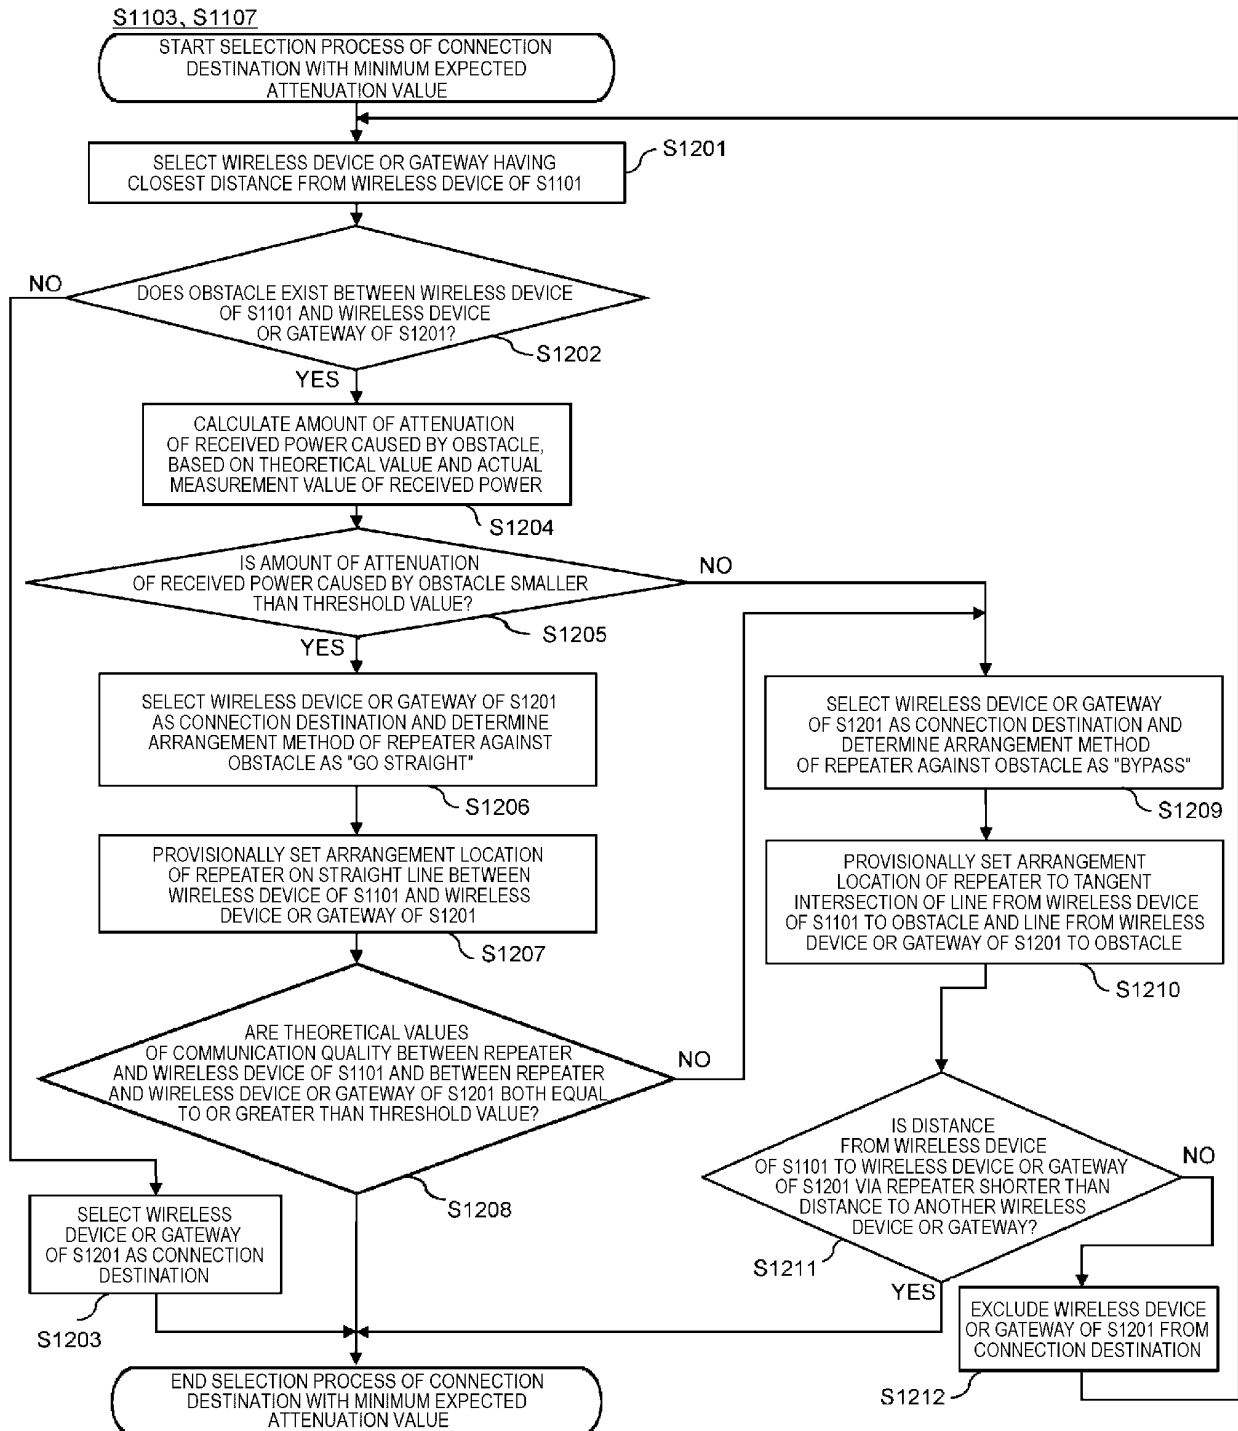 S1103、S1107
START SELECTION PROCESS OF CONNECTION
DESTINATION WITH MINIMUM EXPECTED
ATTENUATION VALUE
SELECT WIRELESS DEVICE OR GATEWAY HAVING
CLOSEST DISTANCE FROM WIRELESS DEVICE OF S1101
S1201
NO
DOES OBSTACLE EXIST BETWEEN WIRELESS DEVICE
OF S1101 AND WIRELESS DEVICE
OR GATEWAY OF S1201?
S1202
YES
CALCULATE AMOUNT OF ATTENUATION
OF RECEIVED POWER CAUSED BY OBSTACLE,
BASED ON THEORETICAL VALUE AND ACTUAL
MEASUREMENT VALUE OF RECEIVED POWER
S1204
IS AMOUNT OF ATTENUATION
OF RECEIVED POWER CAUSED BY OBSTACLE SMALLER
THAN THRESHOLD VALUE?
NO
S1205
YES
SELECT WIRELESS DEVICE OR GATEWAY OF S1201
AS CONNECTION DESTINATION AND DETERMINE
ARRANGEMENT METHOD OF REPEATER AGAINST
OBSTACLE AS "GO STRAIGHT"
S1206
PROVISIONALLY SET ARRANGEMENT LOCATION
OF REPEATER ON STRAIGHT LINE BETWEEN
WIRELESS DEVICE OF S1101 AND WIRELESS
DEVICE OR GATEWAY OF S1201
S1207
ARE THEORETICAL VALUES
OF COMMUNICATION QUALITY BETWEEN REPEATER
AND WIRELESS DEVICE OF S1101 AND BETWEEN REPEATER
AND WIRELESS DEVICE OR GATEWAY OF S1201 BOTH EQUAL
TO OR GREATER THAN THRESHOLD VALUE?
NO
S1208
SELECT WIRELESS
DEVICE OR GATEWAY
OF S1201 AS CONNECTION
DESTINATION
S1203
SELECT WIRELESS DEVICE OR GATEWAY
OF S1201 AS CONNECTION DESTINATION AND
DETERMINE ARRANGEMENT METHOD
OF REPEATER AGAINST OBSTACLE AS "BYPASS"
S1209
PROVISIONALLY SET ARRANGEMENT
LOCATION OF REPEATER TO TANGENT
INTERSECTION OF LINE FROM WIRELESS DEVICE
OF S1101 TO OBSTACLE AND LINE FROM WIRELESS
DEVICE OR GATEWAY OF S1201 TO OBSTACLE
S1210
IS DISTANCE
FROM WIRELESS DEVICE
OF S1101 TO WIRELESS DEVICE OR GATEWAY
OF S1201 VIA REPEATER SHORTER THAN
DISTANCE TO ANOTHER WIRELESS
DEVICE OR GATEWAY?
NO
S1211
YES
EXCLUDE WIRELESS DEVICE
OR GATEWAY OF S1201 FROM
CONNECTION DESTINATION
S1212
END SELECTION PROCESS OF CONNECTION
DESTINATION WITH MINIMUM EXPECTED
ATTENUATION VALUE